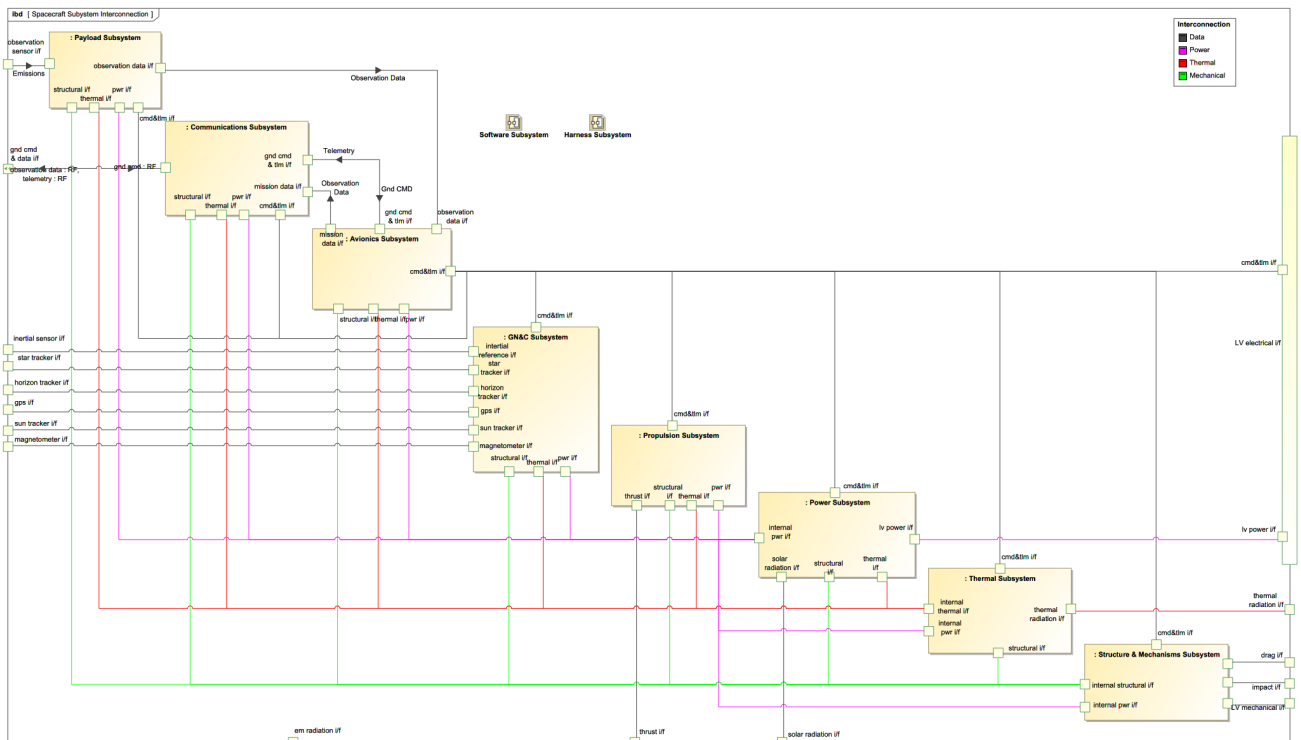 ibd [ Spacecraft Subystem Interconnection ]
Interconnection
Data
Power
Thermal
Mechanical
observation
sensor i/f
Emissions
: Payload Subsystem
observation data i/f
structural i/f
thermal i/f
pwr i/f
cmd&tlm i/f
Observation Data
Software Subsystem
Harness Subsystem
gnd cmd
& data i/f
observation data : RF,
telemetry : RF
gnd cmd : RF
: Communications Subsystem
gnd cmd
& tlm i/f
mission data i/f
structural i/f
thermal i/f
pwr i/f
cmd&tlm i/f
Telemetry
Observation
Data
Gnd CMD
gnd cmd
& tlm i/f
observation
data i/f
mission
data i/f
: Avionics Subsystem
cmd&tlm i/f
structural i/f
thermal i/f
pwr i/f
cmd&tlm i/f
LV electrical i/f
lv power i/f
inertial sensor i/f
star tracker i/f
horizon tracker i/f
gps i/f
sun tracker i/f
magnetometer i/f
cmd&tlm i/f
: GN&C Subsystem
intertial
reference i/f
star
tracker i/f
horizon
tracker i/f
gps i/f
sun tracker i/f
magnetometer i/f
structural i/f
thermal i/f
pwr i/f
cmd&tlm i/f
: Propulsion Subsystem
thrust i/f
structural
i/f
thermal i/f
pwr i/f
cmd&tlm i/f
: Power Subsystem
internal
pwr i/f
lv power i/f
solar
radiation i/f
structural
i/f
thermal
i/f
cmd&tlm i/f
: Thermal Subsystem
internal
thermal i/f
internal
pwr i/f
thermal
radiation i/f
structural i/f
thermal
radiation i/f
cmd&tlm i/f
: Structure & Mechanisms Subsystem
internal structural i/f
internal pwr i/f
drag i/f
impact i/f
LV mechanical i/f
em radiation i/f
thrust i/f
solar radiation i/f